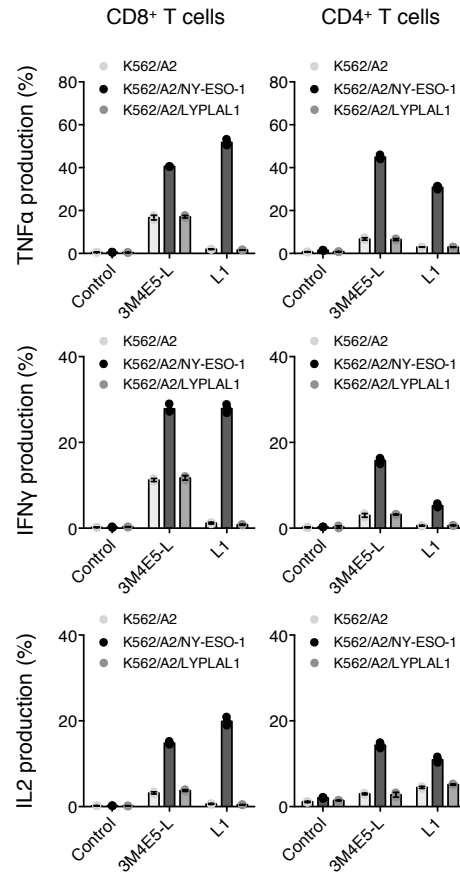 CD8⁺ T cells
CD4⁺ T cells
TNFα production (%)
80
60
40
20
0
K562/A2
K562/A2/NY-ESO-1
K562/A2/LYPLAL1
Control
3M4E5-L
L1
80
60
40
20
0
K562/A2
K562/A2/NY-ESO-1
K562/A2/LYPLAL1
Control
3M4E5-L
L1
IFNγ production (%)
40
20
0
K562/A2
K562/A2/NY-ESO-1
K562/A2/LYPLAL1
Control
3M4E5-L
L1
40
20
0
K562/A2
K562/A2/NY-ESO-1
K562/A2/LYPLAL1
Control
3M4E5-L
L1
IL2 production (%)
40
20
0
K562/A2
K562/A2/NY-ESO-1
K562/A2/LYPLAL1
Control
3M4E5-L
L1
40
20
0
K562/A2
K562/A2/NY-ESO-1
K562/A2/LYPLAL1
Control
3M4E5-L
L1